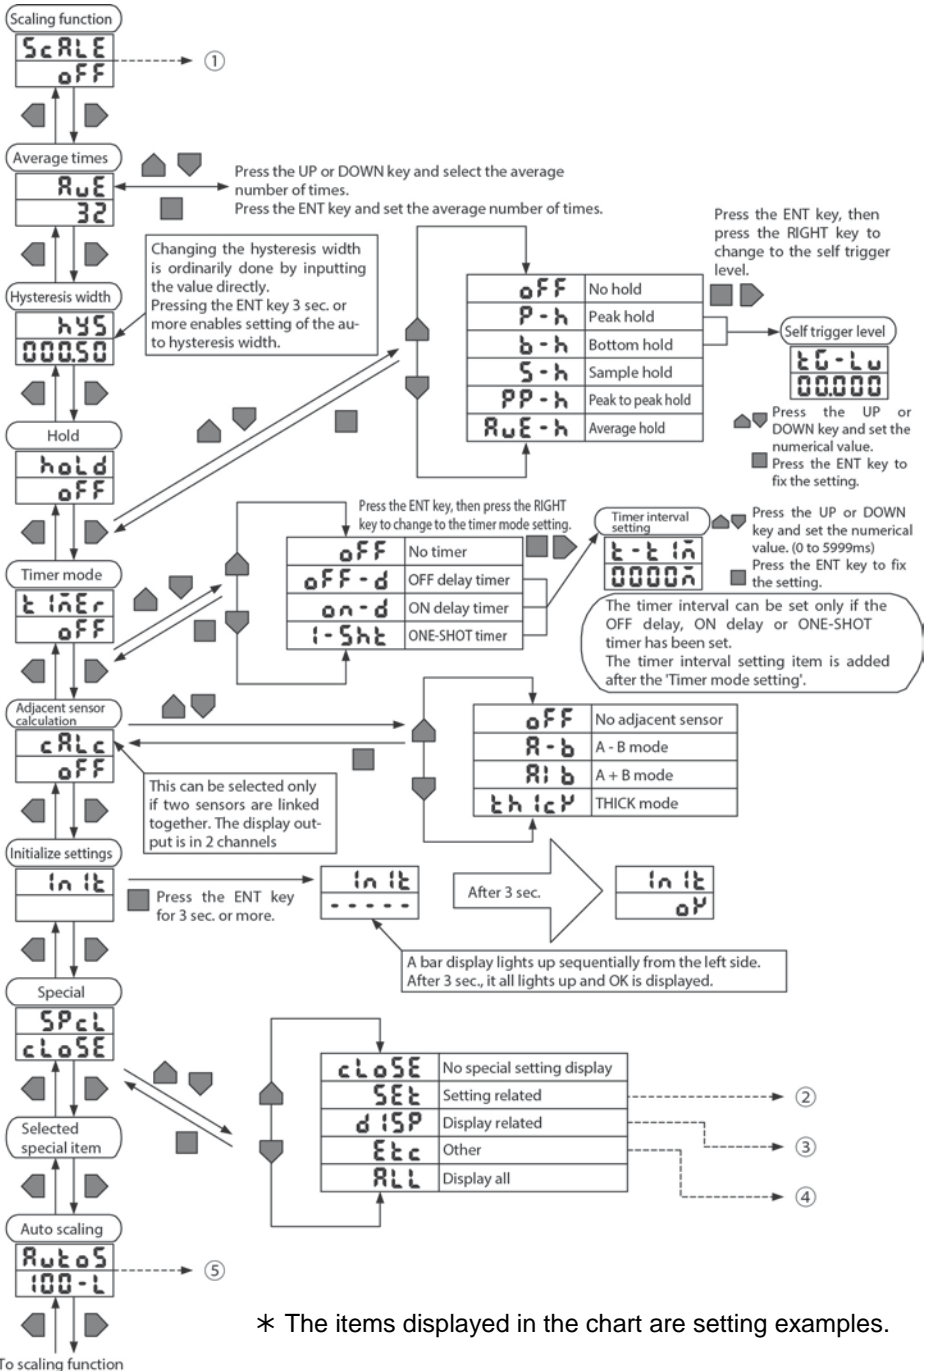 Scaling function
ScALE
oFF
①
Average times
AvE
32
Press the UP or DOWN key and select the average
number of times.
Press the ENT key and set the average number of times.
Hysteresis width
hYS
000.50
Changing the hysteresis width
is ordinarily done by inputting
the value directly.
Pressing the ENT key 3 sec. or
more enables setting of the au-
to hysteresis width.
Press the ENT key, then
press the RIGHT key to
change to the self trigger
level.
oFF No hold
P-h Peak hold
b-h Bottom hold
S-h Sample hold
PP-h Peak to peak hold
AvE-h Average hold
Self trigger level
tG-Lv
00.000
Press the UP or
DOWN key and set the
numerical value.
Press the ENT key to
fix the setting.
Hold
hoLd
oFF
Timer mode
tImEr
oFF
Press the ENT key, then press the RIGHT
key to change to the timer mode setting.
oFF No timer
oFF-d OFF delay timer
on-d ON delay timer
1-Sht ONE-SHOT timer
Timer interval
setting
t-tIm
0000m
Press the UP or DOWN
key and set the numerical
value. (0 to 5999ms)
Press the ENT key to fix
the setting.
The timer interval can be set only if the
OFF delay, ON delay or ONE-SHOT
timer has been set.
The timer interval setting item is added
after the 'Timer mode setting'.
Adjacent sensor
calculation
cALc
oFF
This can be selected only
if two sensors are linked
together. The display out-
put is in 2 channels
oFF No adjacent sensor
A-b A - B mode
A1b A + B mode
thIcK THICK mode
Initialize settings
InIt
Press the ENT key
for 3 sec. or more.
InIt
-----
After 3 sec.
InIt
oK
A bar display lights up sequentially from the left side.
After 3 sec., it all lights up and OK is displayed.
Special
SPcL
cLoSE
cLoSE No special setting display
SEt Setting related
dISP Display related
Etc Other
ALL Display all
②
③
④
Selected
special item
Auto scaling
AutoS
100-L
⑤
* The items displayed in the chart are setting examples.
To scaling function